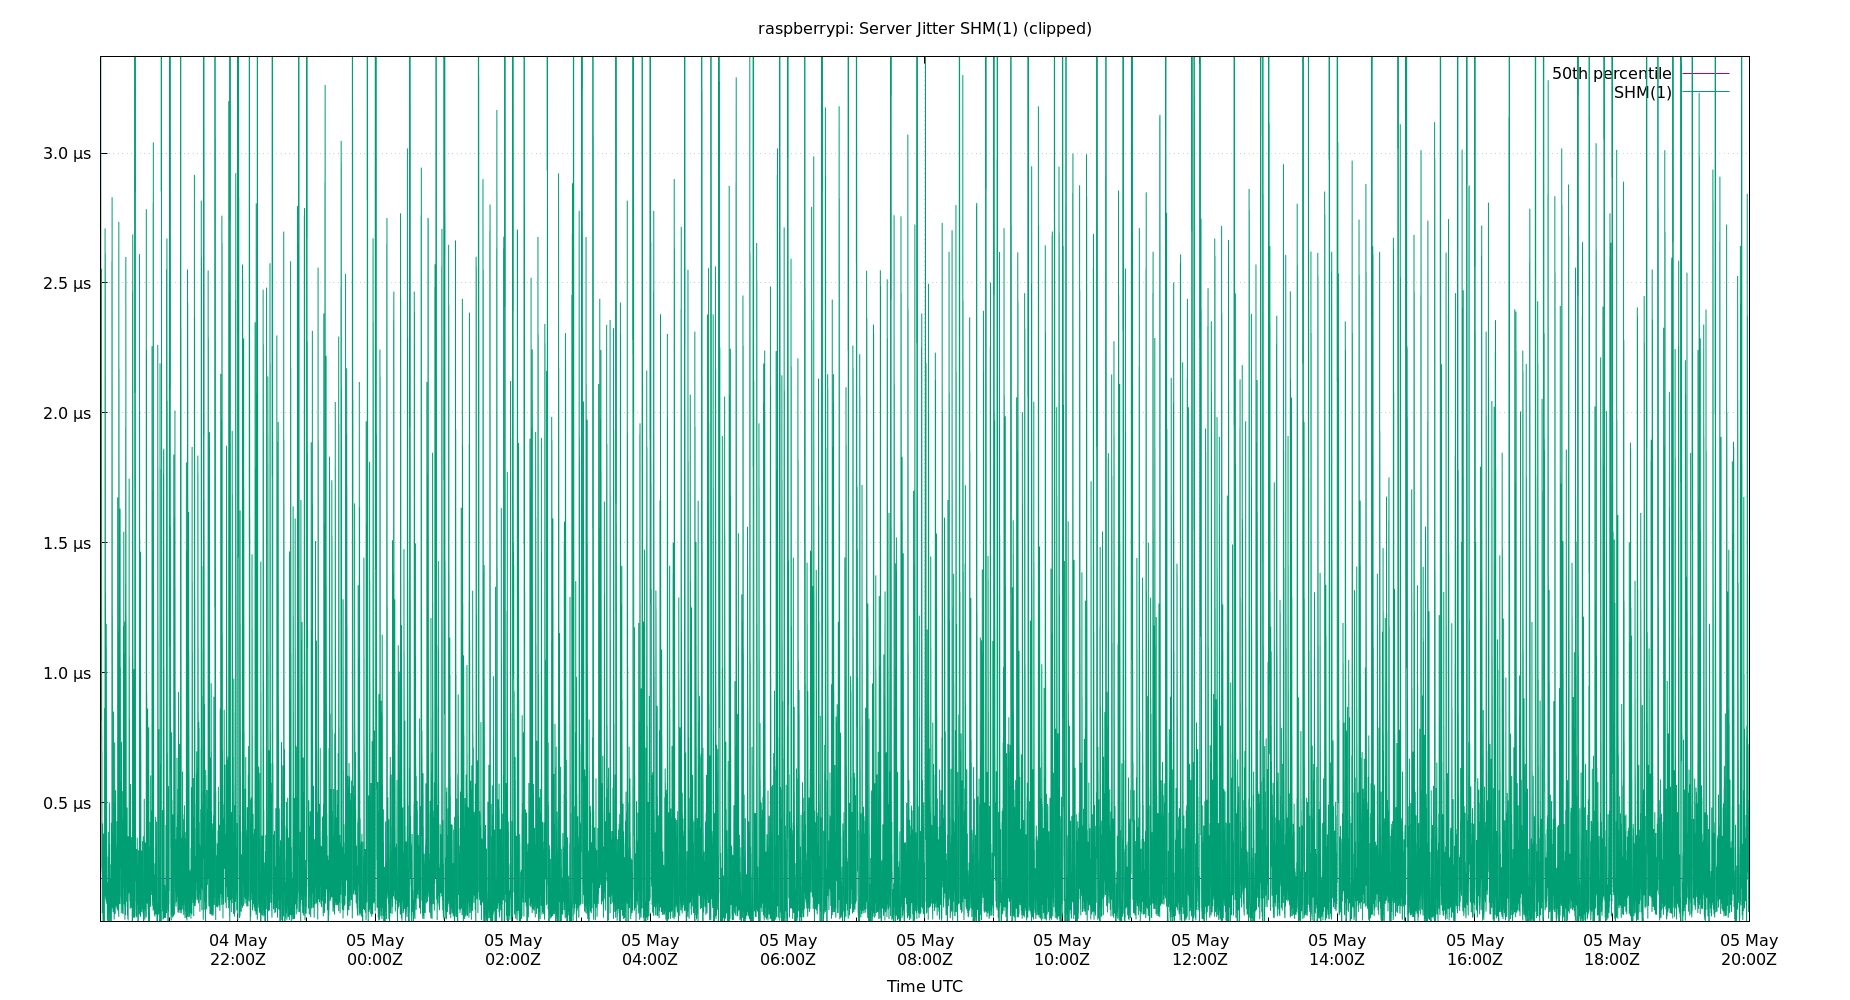 raspberrypi: Server Jitter SHM(1) (clipped)
50th percentile
SHM(1)
3.0 µs
2.5 µs
2.0 µs
1.5 µs
1.0 µs
0.5 µs
04 May 05 May 05 May 05 May 05 May 05 May 05 May 05 May 05 May 05 May 05 May 05 May
22:00Z 00:00Z 02:00Z 04:00Z 06:00Z 08:00Z 10:00Z 12:00Z 14:00Z 16:00Z 18:00Z 20:00Z
Time UTC